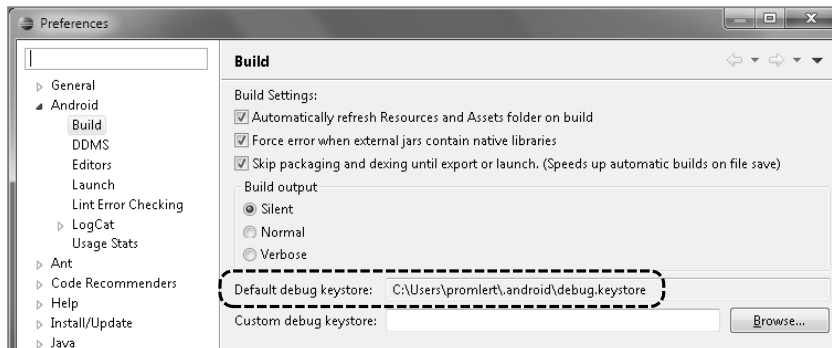 Preferences
General
Android
Build
DDMS
Editors
Launch
Lint Error Checking
LogCat
Usage Stats
Ant
Code Recommenders
Help
Install/Update
Java
Build
Build Settings:
Automatically refresh Resources and Assets folder on build
Force error when external jars contain native libraries
Skip packaging and dexing until export or launch. (Speeds up automatic builds on file save)
Build output
Silent
Normal
Verbose
Default debug keystore: C:\Users\promlert\.android\debug.keystore
Custom debug keystore:
Browse...